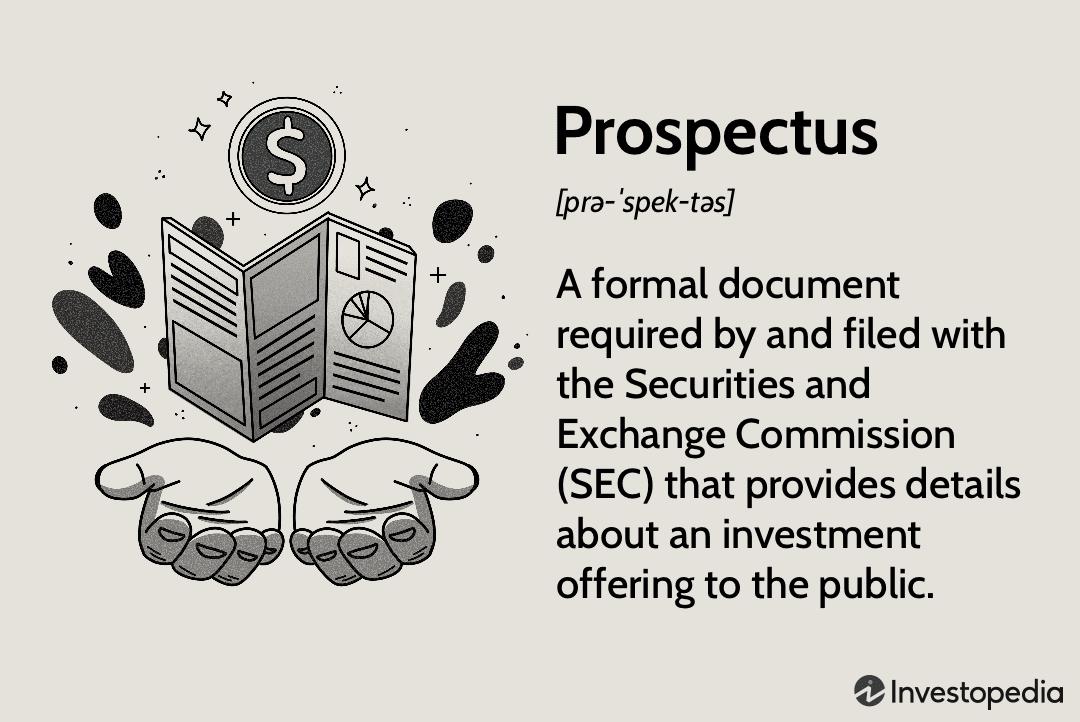 $
Prospectus
[prə-ˈspek-təs]
A formal document
required by and filed with
the Securities and
Exchange Commission
(SEC) that provides details
about an investment
offering to the public.
Investopedia